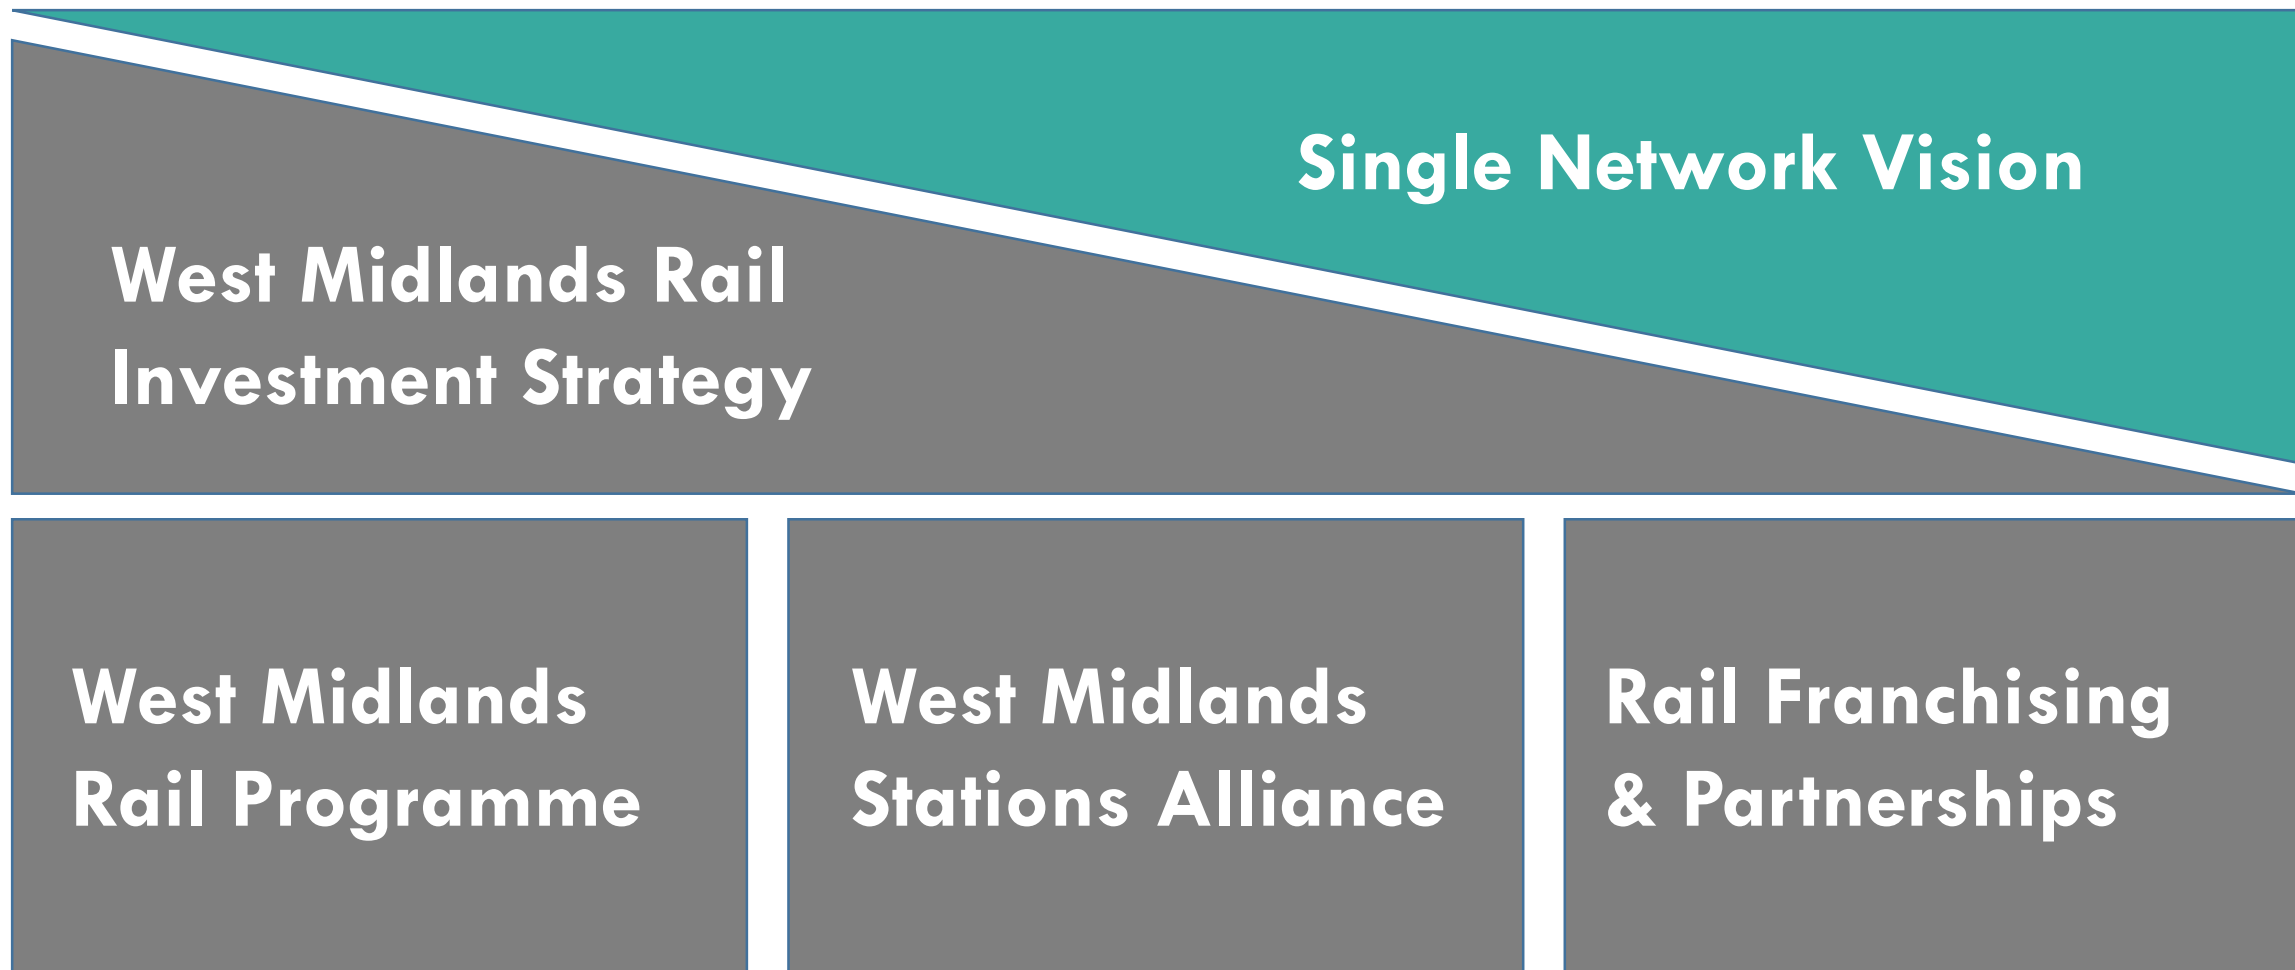 Single Network Vision
West Midlands Rail
Investment Strategy
West Midlands
Rail Programme
West Midlands
Stations Alliance
Rail Franchising
& Partnerships